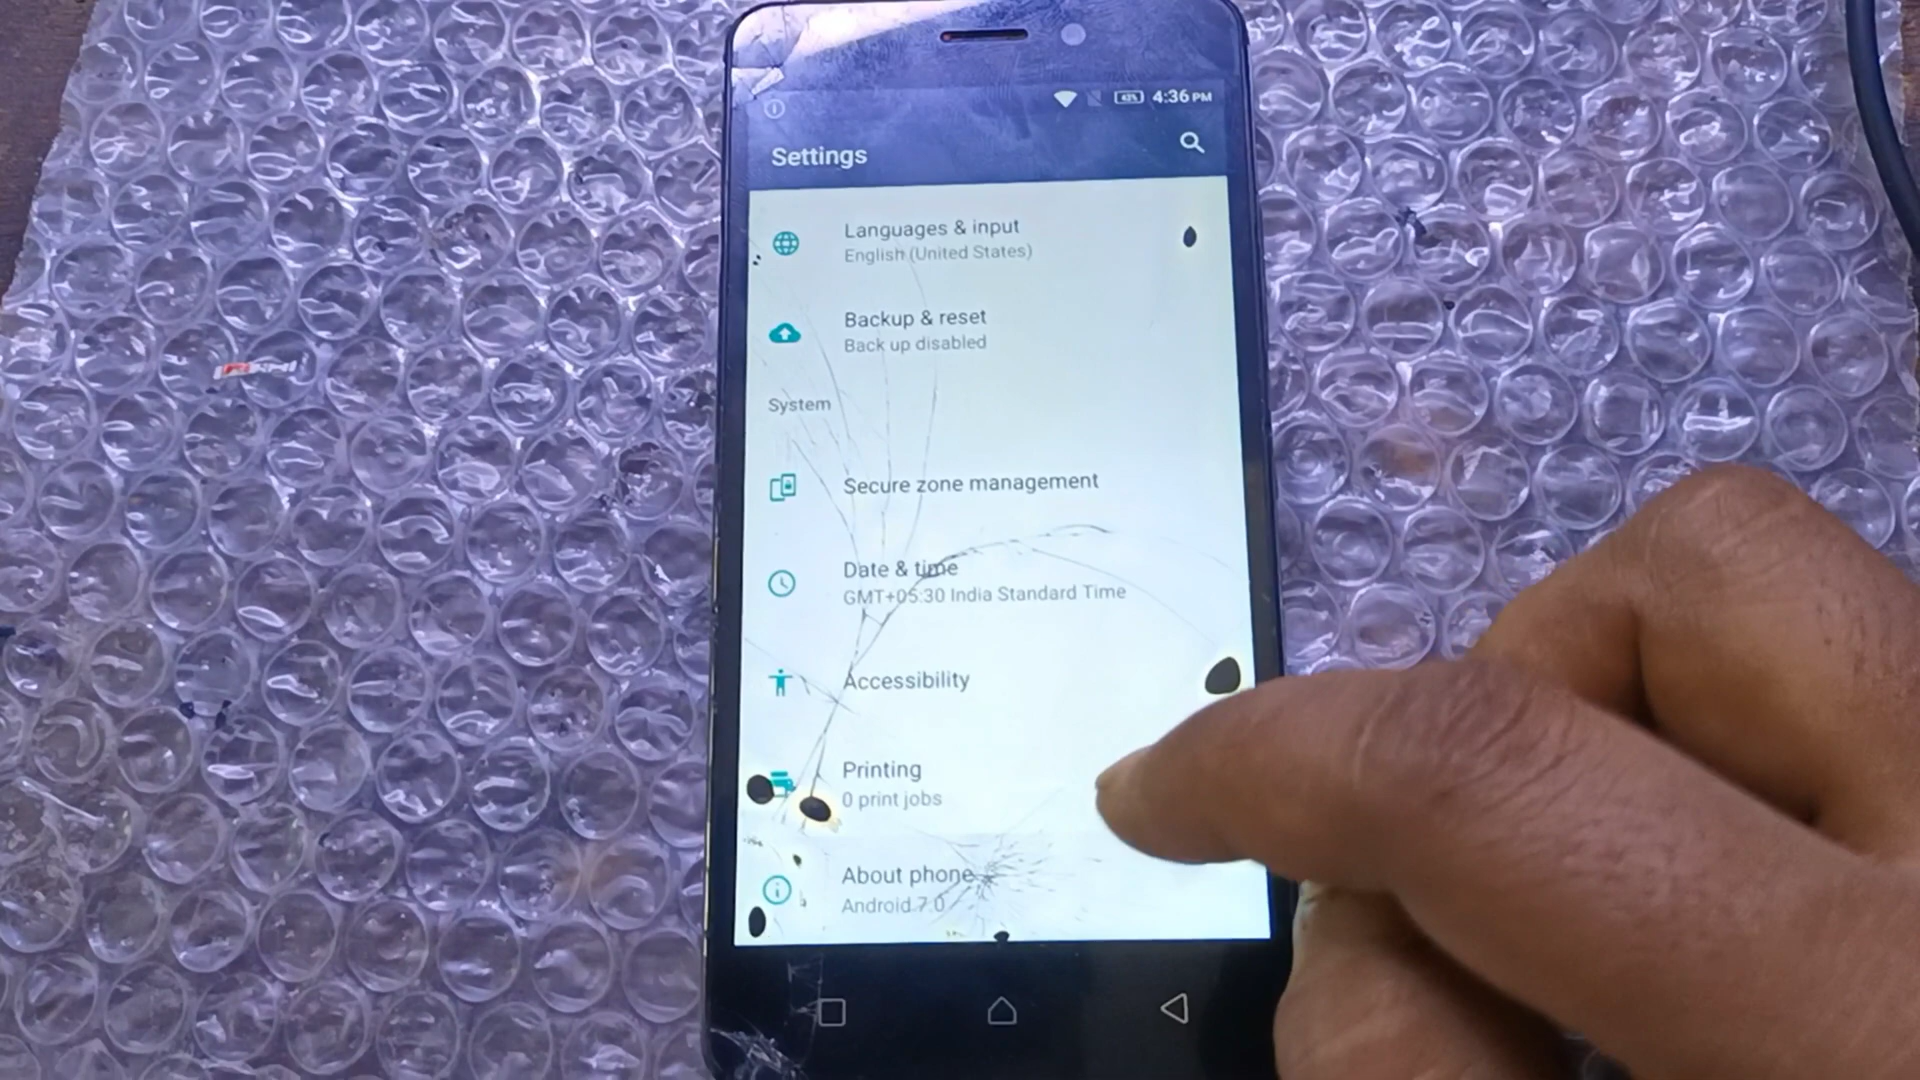 42% 4:36 PM
Settings
Languages & input
English (United States)
Backup & reset
Back up disabled
System
Secure zone management
Date & time
GMT+05:30 India Standard Time
Accessibility
Printing
0 print jobs
About phone
Android 7.0